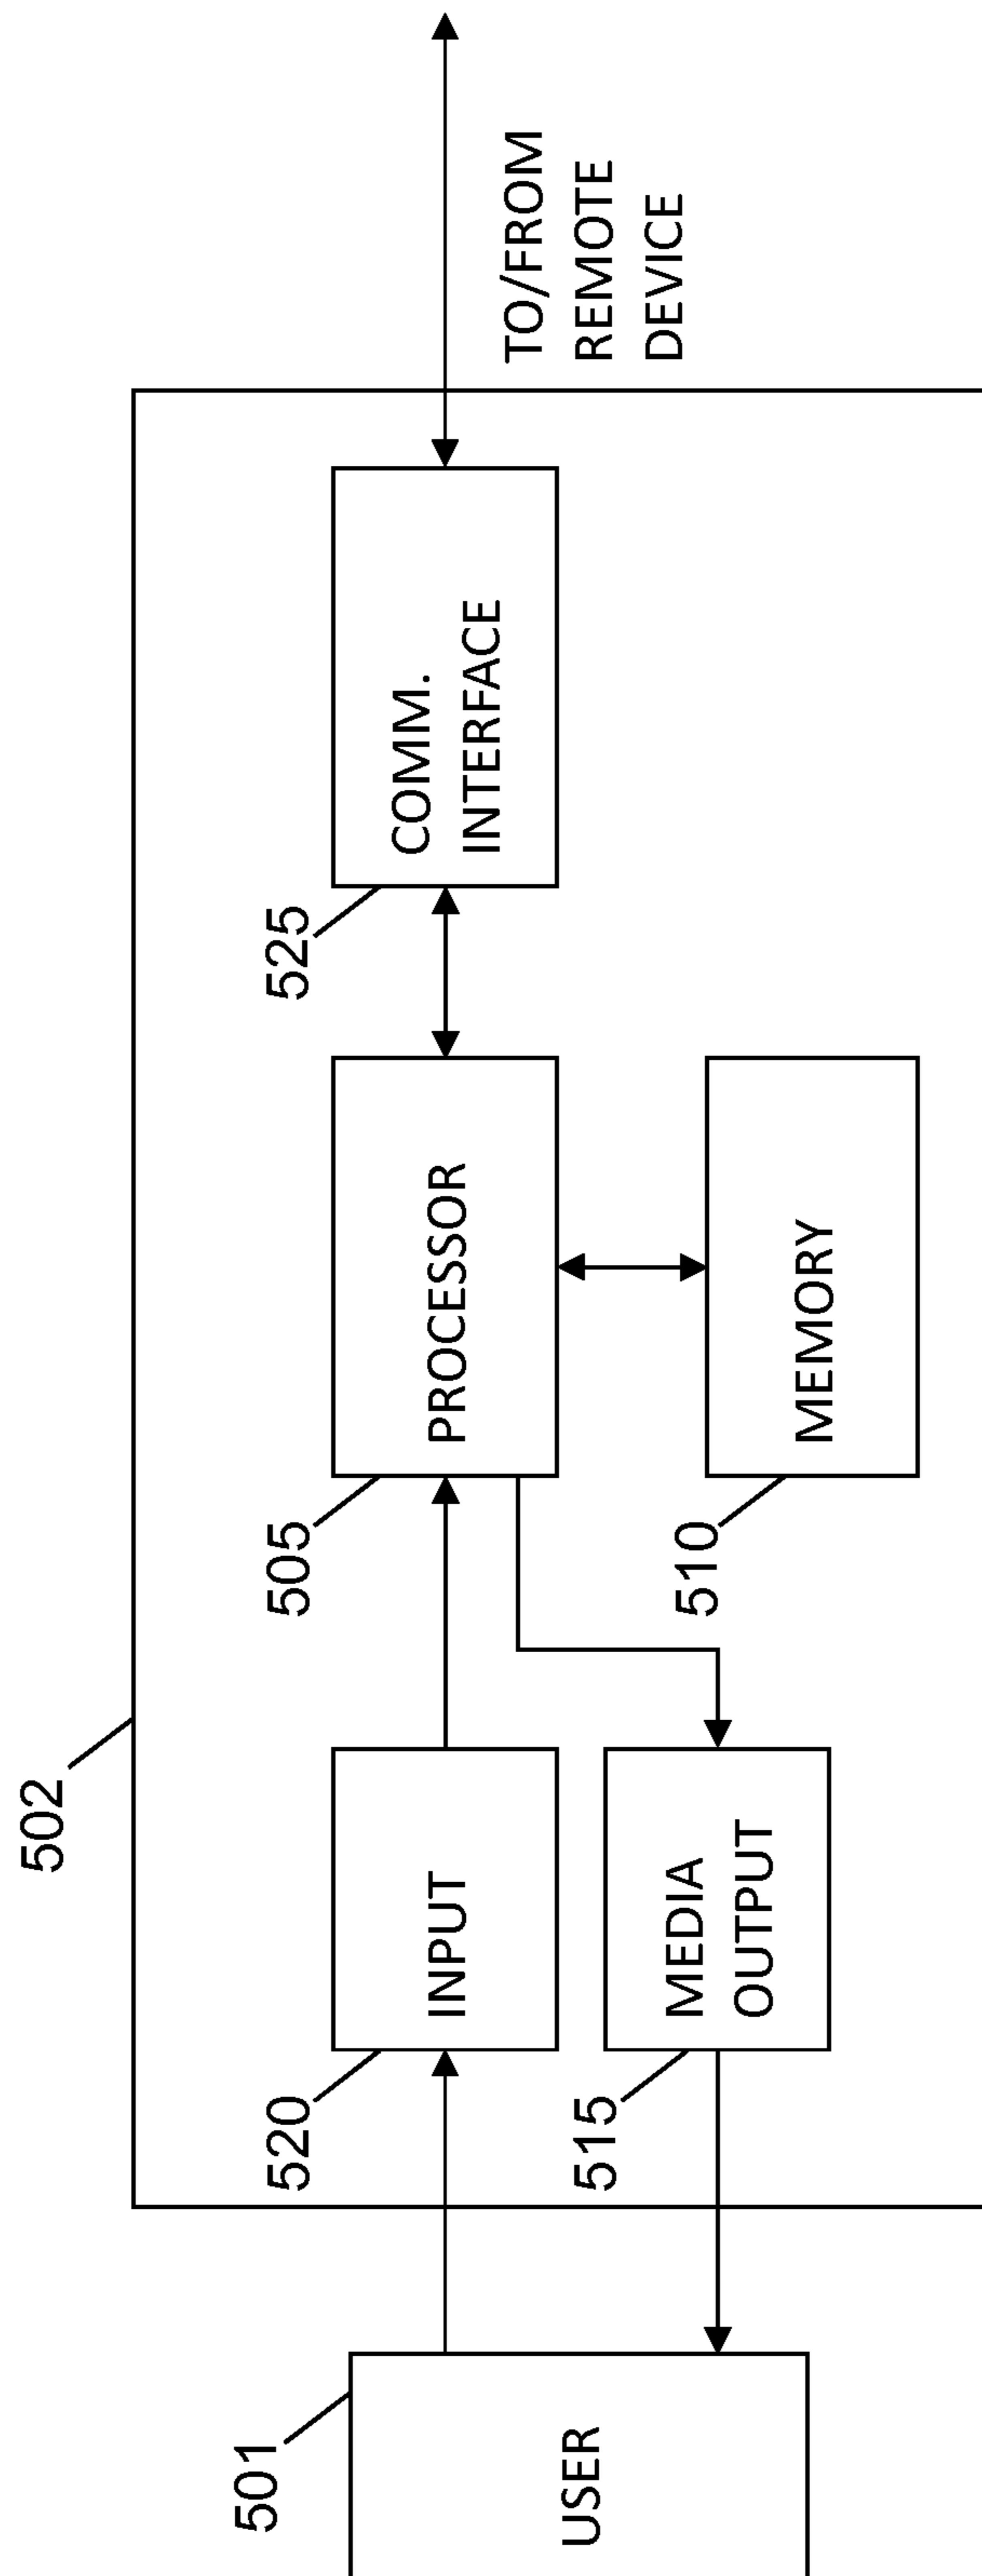 502
501
USER
520
INPUT
515
MEDIA
OUTPUT
505
PROCESSOR
510
MEMORY
525
COMM.
INTERFACE
TO/FROM
REMOTE
DEVICE